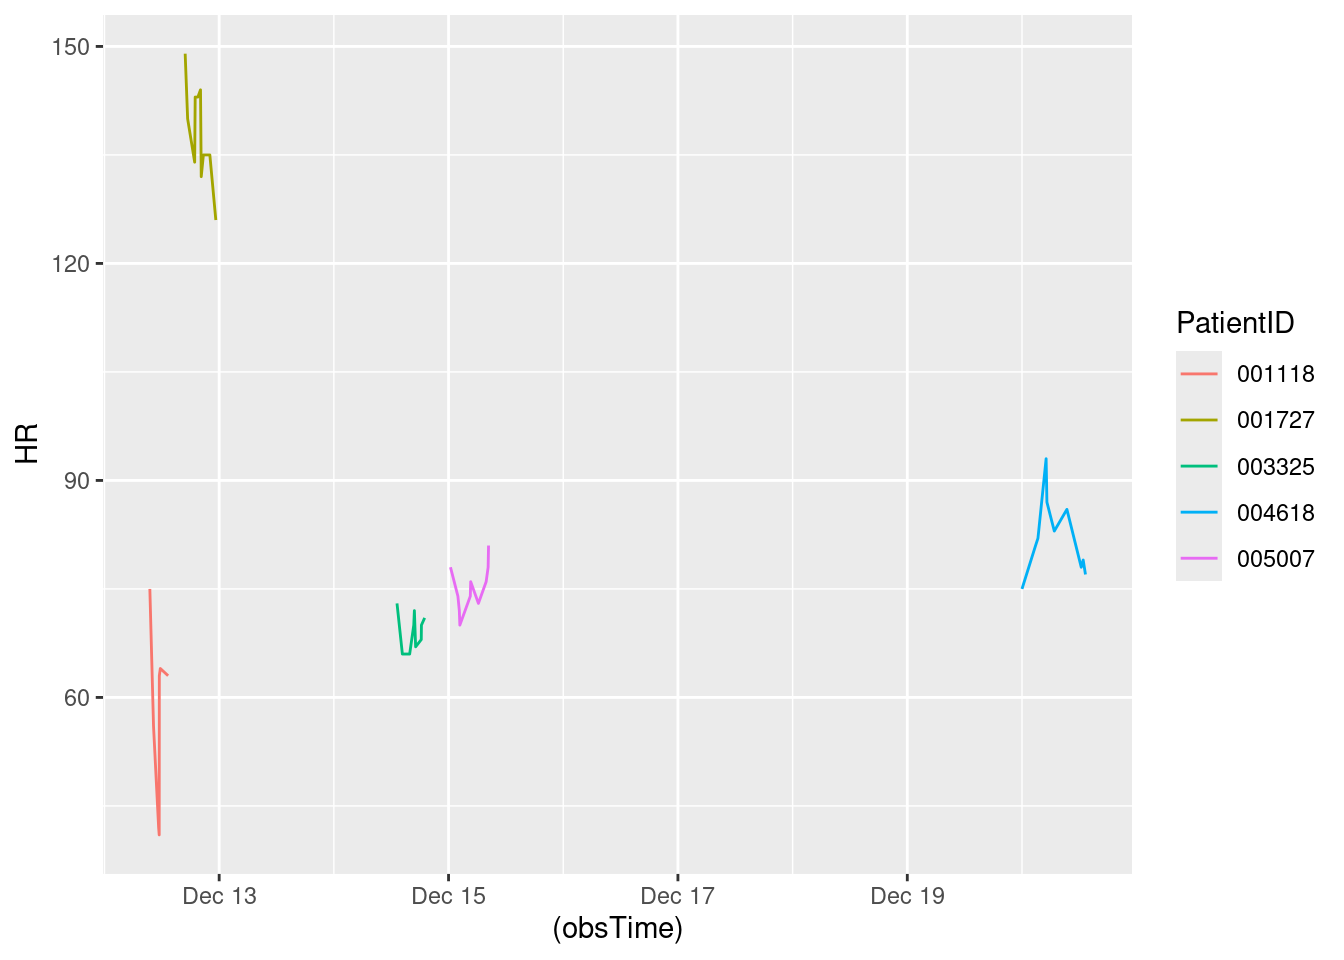 150
120
90
60
HR
Dec 13
Dec 15
Dec 17
Dec 19
(obsTime)
PatientID
001118
001727
003325
004618
005007